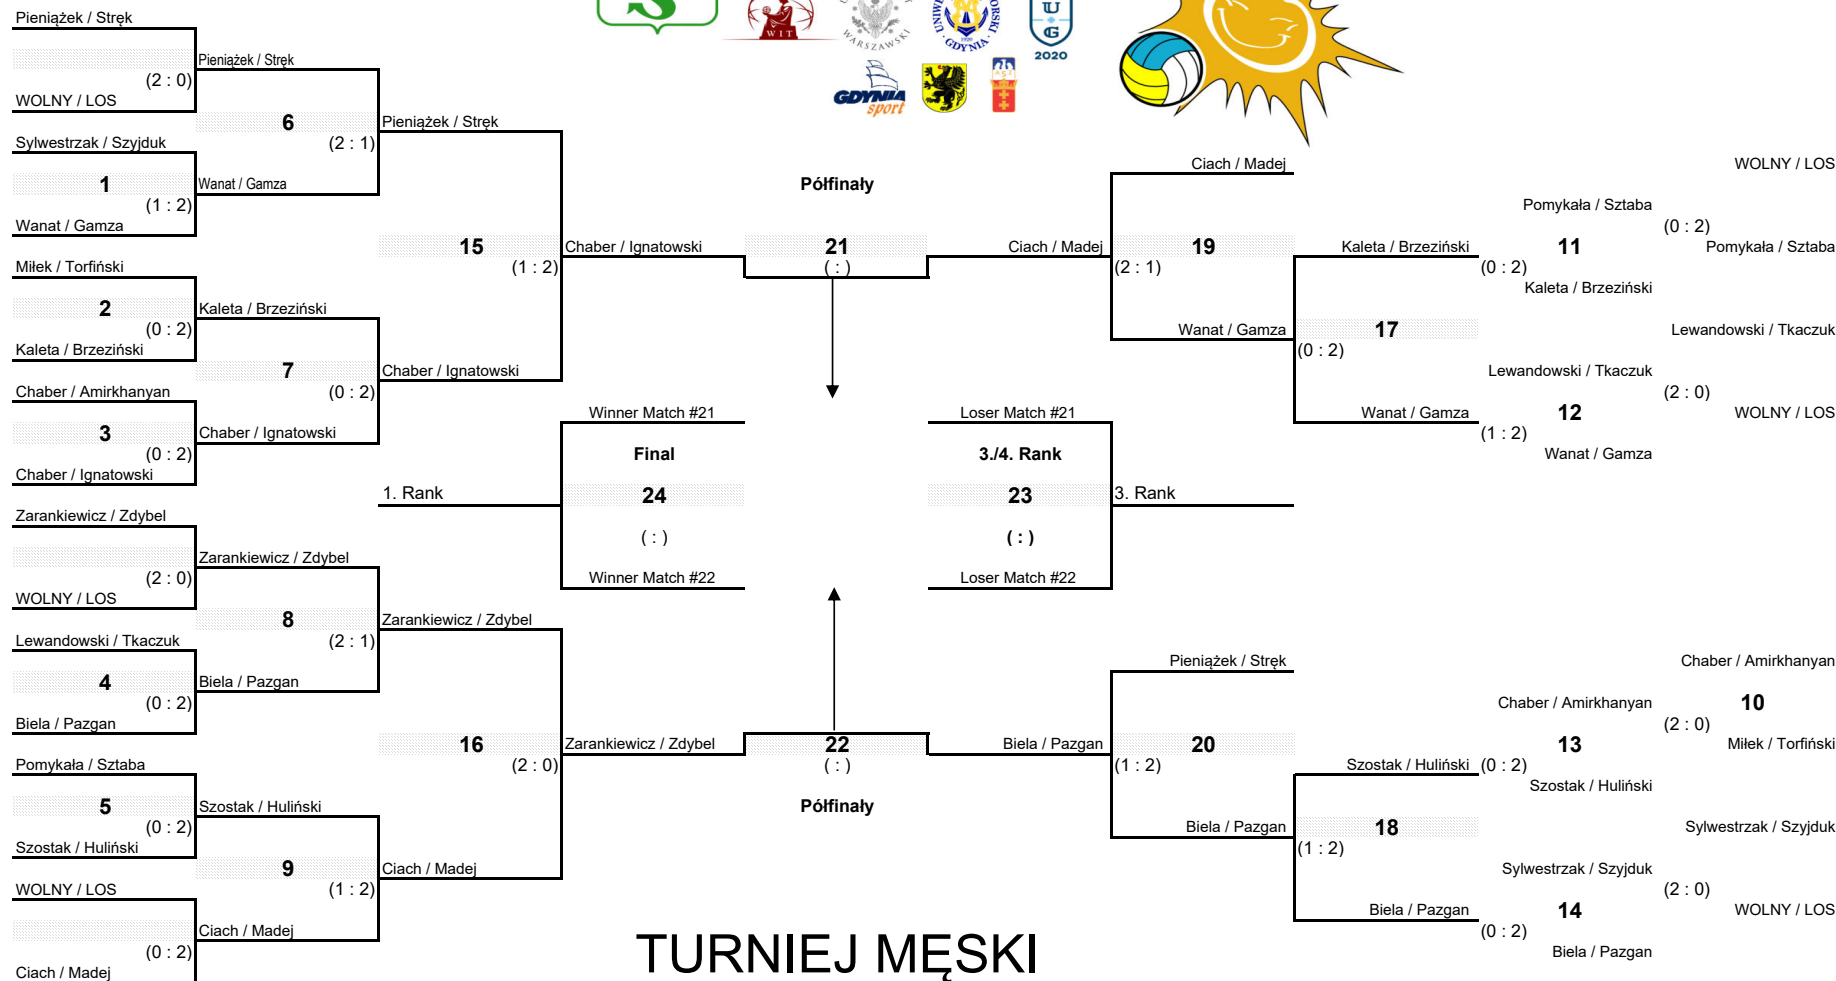 Pieniążek / Stręk
(2 : 0)
WOLNY / LOS
Pieniążek / Stręk
6
(2 : 1)
Sylwestrzak / Szyjduk
1
(1 : 2)
Wanat / Gamza
Wanat / Gamza
Pieniążek / Stręk
15
(1 : 2)
Miłek / Torfiński
2
(0 : 2)
Kaleta / Brzeziński
Kaleta / Brzeziński
7
(0 : 2)
Chaber / Amirkhanyan
3
(0 : 2)
Chaber / Ignatowski
Chaber / Ignatowski
Chaber / Ignatowski
Chaber / Ignatowski
Zarankiewicz / Zdybel
(2 : 0)
WOLNY / LOS
Zarankiewicz / Zdybel
8
(2 : 1)
Lewandowski / Tkaczuk
4
(0 : 2)
Biela / Pazgan
Biela / Pazgan
Zarankiewicz / Zdybel
16
(2 : 0)
Pomykała / Sztaba
5
(0 : 2)
Szostak / Huliński
Szostak / Huliński
9
(1 : 2)
WOLNY / LOS
(0 : 2)
Ciach / Madej
Ciach / Madej
Ciach / Madej
Zarankiewicz / Zdybel
S
WIT
WARSZAWSKI
GDYNIA
1920
U
G
2020
GDYNIA
sport
Półfinały
21
( : )
Winner Match #21
Final
24
( : )
Winner Match #22
1. Rank
Loser Match #21
3./4. Rank
23
( : )
Loser Match #22
3. Rank
22
( : )
Półfinały
Ciach / Madej
Ciach / Madej
19
(2 : 1)
Wanat / Gamza
Kaleta / Brzeziński
17
(0 : 2)
Wanat / Gamza
Pomykała / Sztaba
11
(0 : 2)
Kaleta / Brzeziński
Lewandowski / Tkaczuk
12
(1 : 2)
Wanat / Gamza
WOLNY / LOS
(0 : 2)
Pomykała / Sztaba
Lewandowski / Tkaczuk
(2 : 0)
WOLNY / LOS
Biela / Pazgan
Pieniążek / Stręk
20
(1 : 2)
Biela / Pazgan
Szostak / Huliński
18
(1 : 2)
Biela / Pazgan
Chaber / Amirkhanyan
13
(0 : 2)
Szostak / Huliński
Sylwestrzak / Szyjduk
14
(0 : 2)
Biela / Pazgan
Chaber / Amirkhanyan
10
(2 : 0)
Miłek / Torfiński
Sylwestrzak / Szyjduk
(2 : 0)
WOLNY / LOS
TURNIEJ MĘSKI